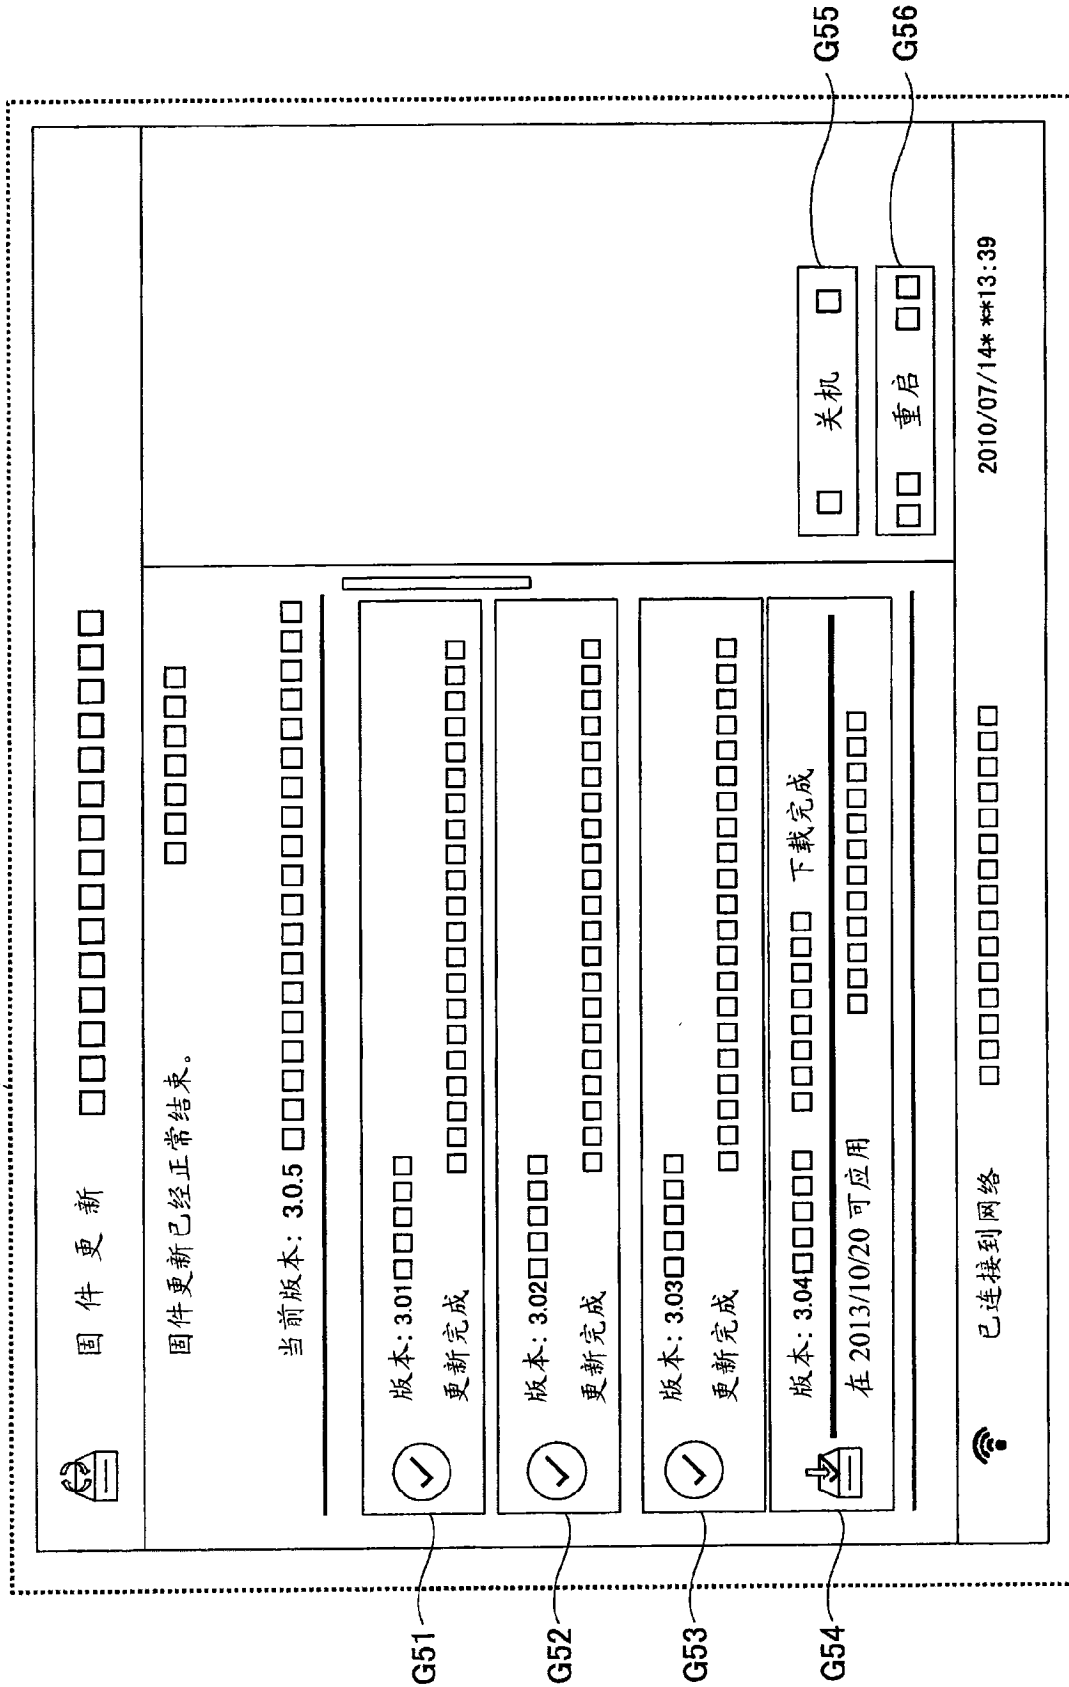 固件更新
固件更新已经正常结束。
当前版本: 3.0.5
G51
版本: 3.01
更新完成
G52
版本: 3.02
更新完成
G53
版本: 3.03
更新完成
G54
版本: 3.04 下载完成
在 2013/10/20 可应用
关机
G55
重启
G56
已连接到网络
2010/07/14* **13:39